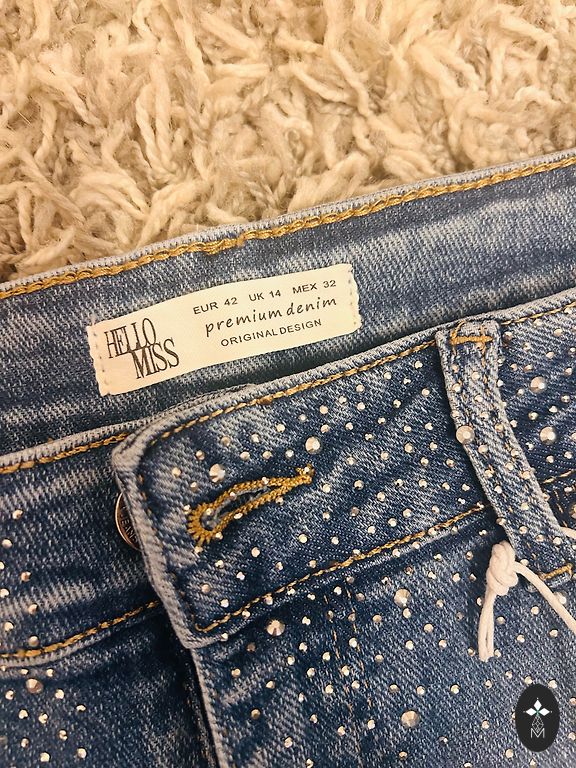 HELLO
MISS
EUR 42 UK 14 MEX 32
premium denim
ORIGINAL DESIGN
M